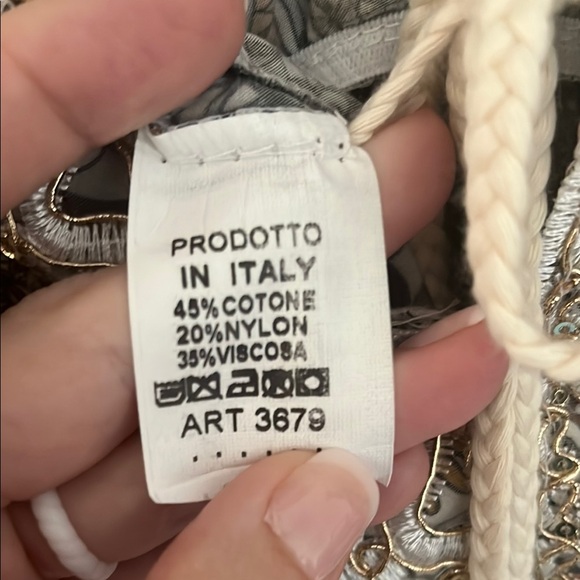 PRODOTTO
IN ITALY
45%COTONE
20%NYLON
35%VISCOSA
ART 3679